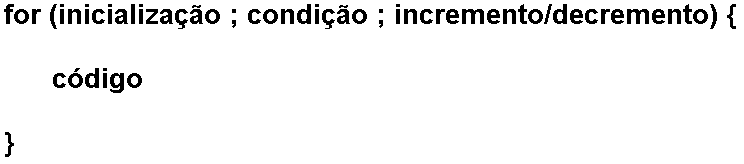 for (inicialização ; condição ; incremento/decremento) {
código
}